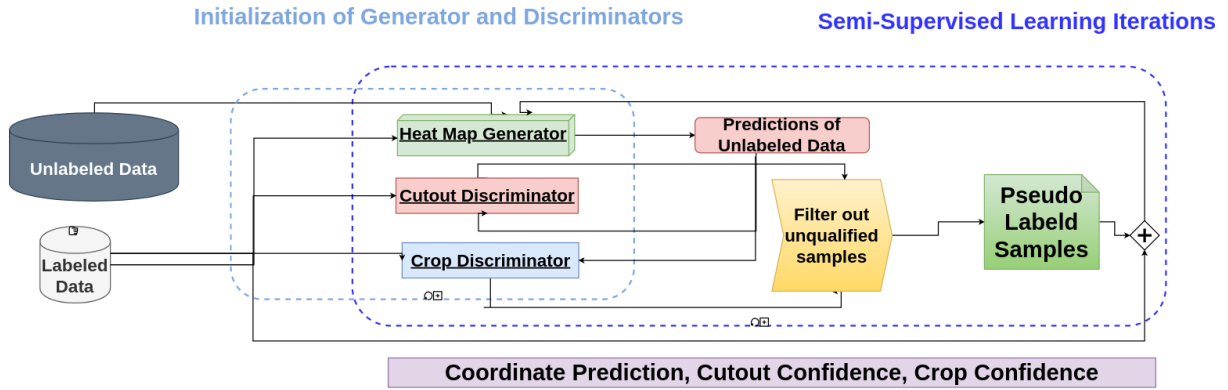 Initialization of Generator and Discriminators
Semi-Supervised Learning Iterations
Unlabeled Data
Heat Map Generator
Predictions of
Unlabeled Data
Cutout Discriminator
Filter out
unqualified
samples
Pseudo
Labeld
Samples
+
Labeled
Data
Crop Discriminator
Coordinate Prediction, Cutout Confidence, Crop Confidence